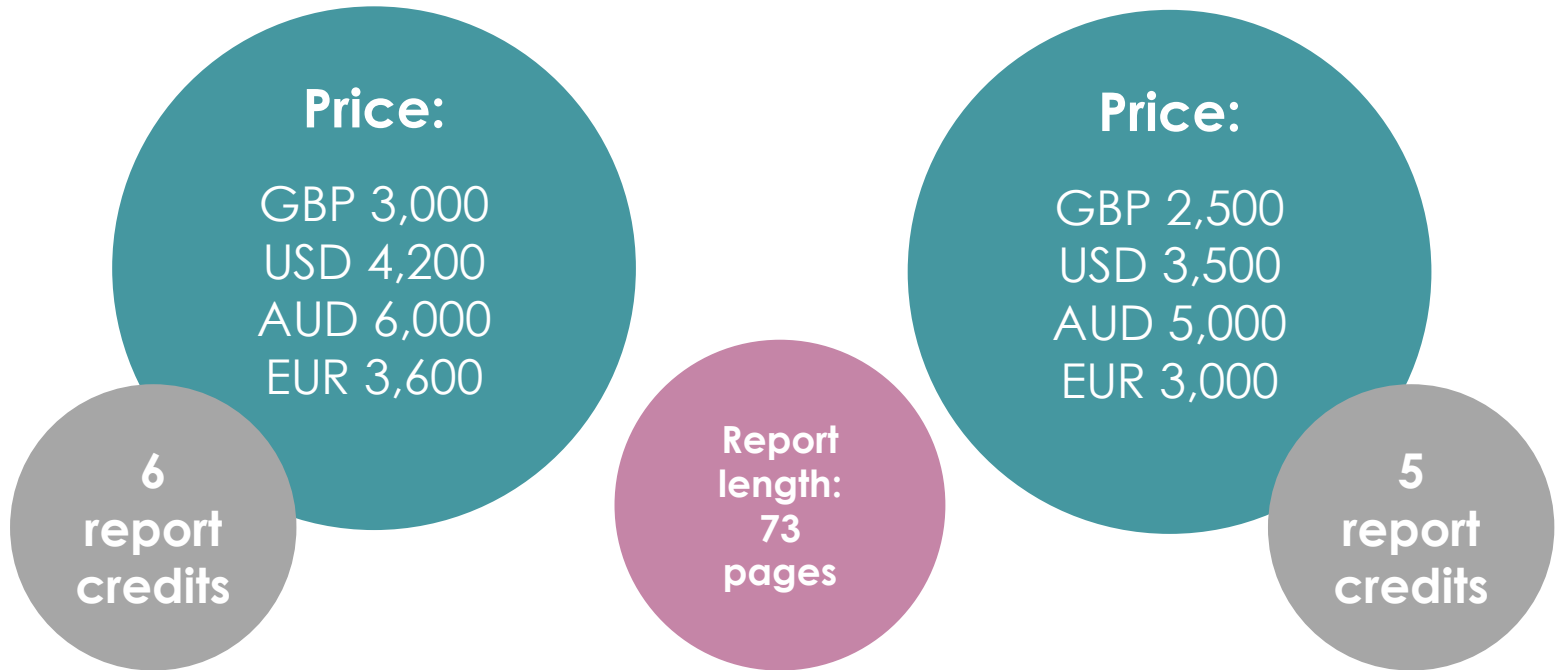 Price:
GBP 3,000
USD 4,200
AUD 6,000
EUR 3,600
6
report
credits
Report
length:
73
pages
Price:
GBP 2,500
USD 3,500
AUD 5,000
EUR 3,000
5
report
credits